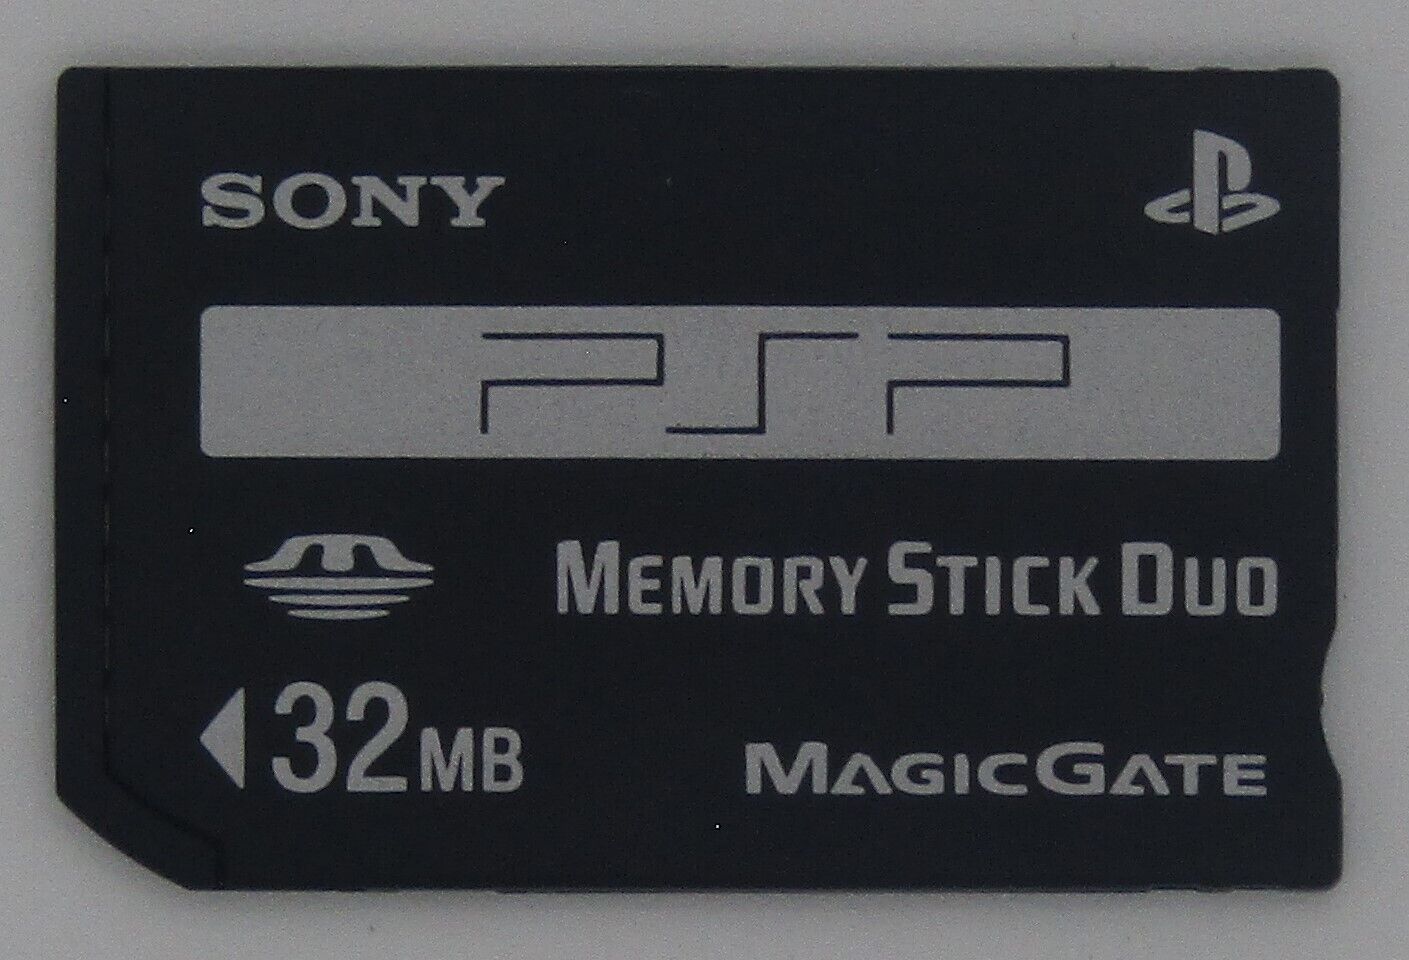 SONY
PSP
MEMORY STICK DUO
32MB
MAGICGATE